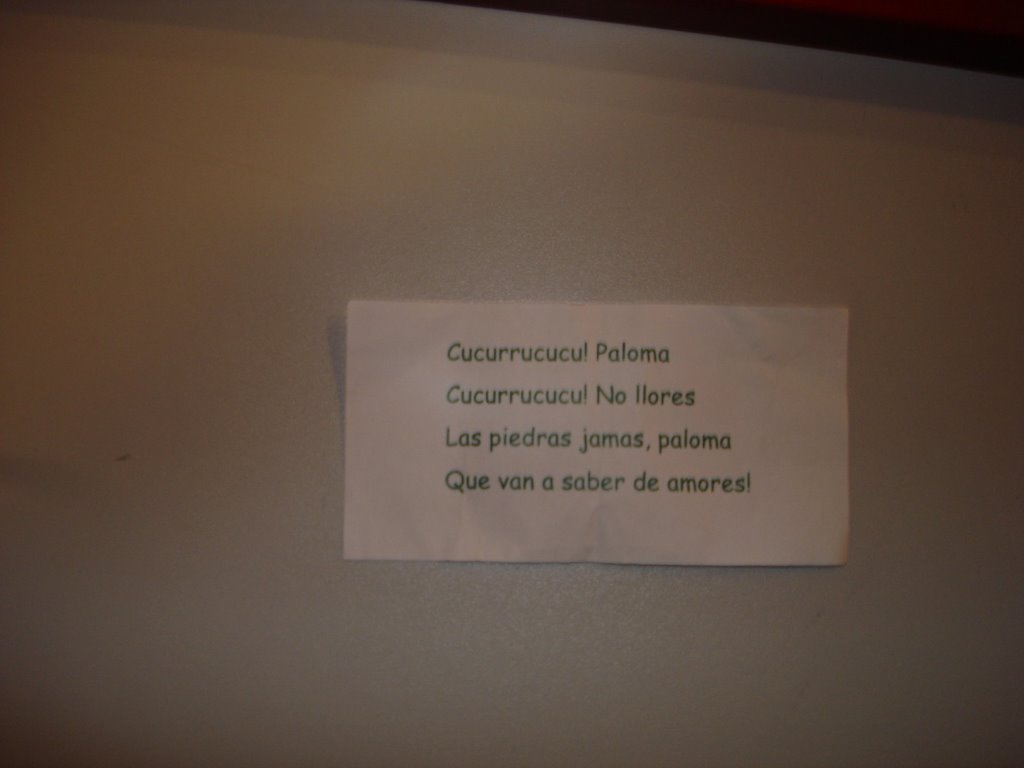 Cucurrucucu! Paloma
Cucurrucucu! No llores
Las piedras jamas, paloma
Que van a saber de amores!